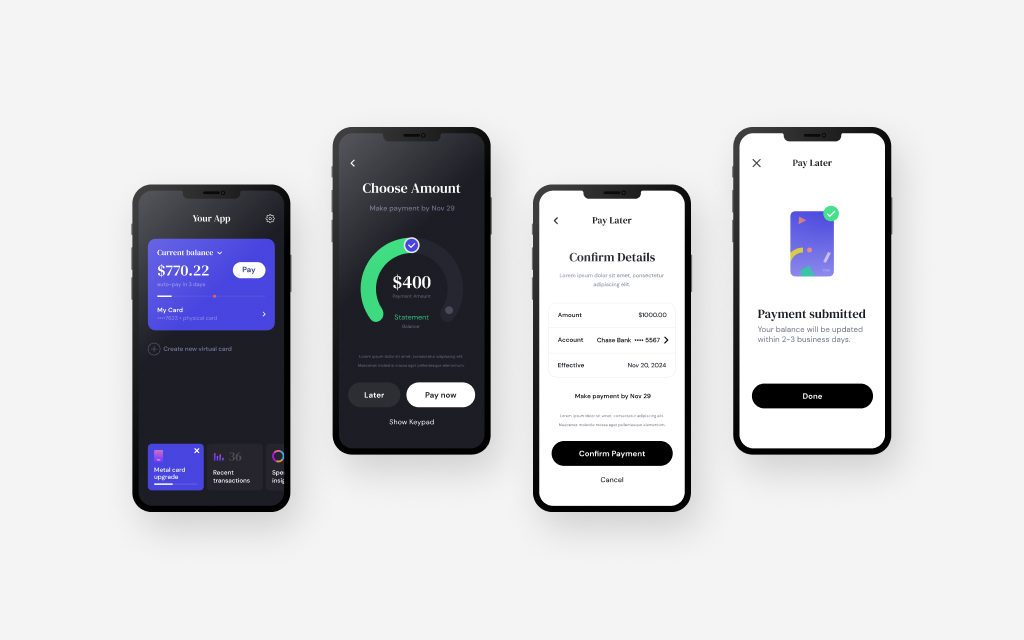 Your App
Current balance
$770.22
Pay
auto-pay in 3 days
My Card
physical card
Create new virtual card
Metal card
upgrade
36
Recent
transactions
Choose Amount
Make payment by Nov 29
$400
Payment Amount
Statement
Balance
Lorem ipsum dolor sit amet, consectetur adipiscing elit.
Maecenas molestie massa eget pellentesque elementum.
Later
Pay now
Show Keypad
Pay Later
Confirm Details
Lorem ipsum dolor sit amet, consectetur
adipiscing elit.
Amount $1000.00
Account Chase Bank •••• 5567
Effective Nov 20, 2024
Make payment by Nov 29
Lorem ipsum dolor sit amet, consectetur adipiscing elit.
Maecenas molestie massa eget pellentesque elementum.
Confirm Payment
Cancel
Pay Later
Payment submitted
Your balance will be updated
within 2-3 business days.
Done